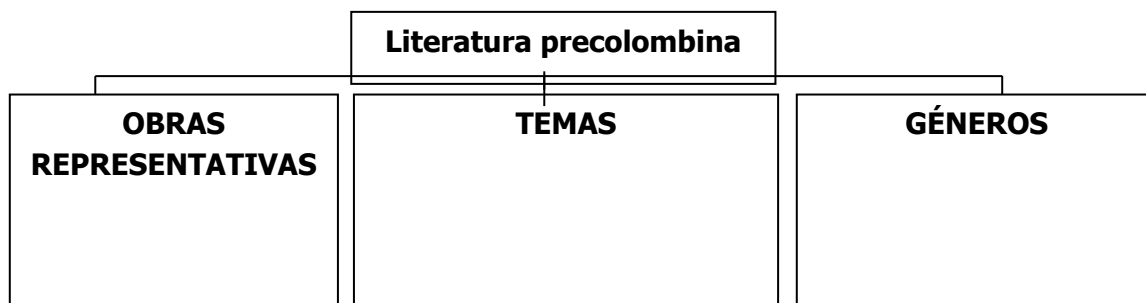 Literatura precolombina
OBRAS
REPRESENTATIVAS
TEMAS
GÉNEROS